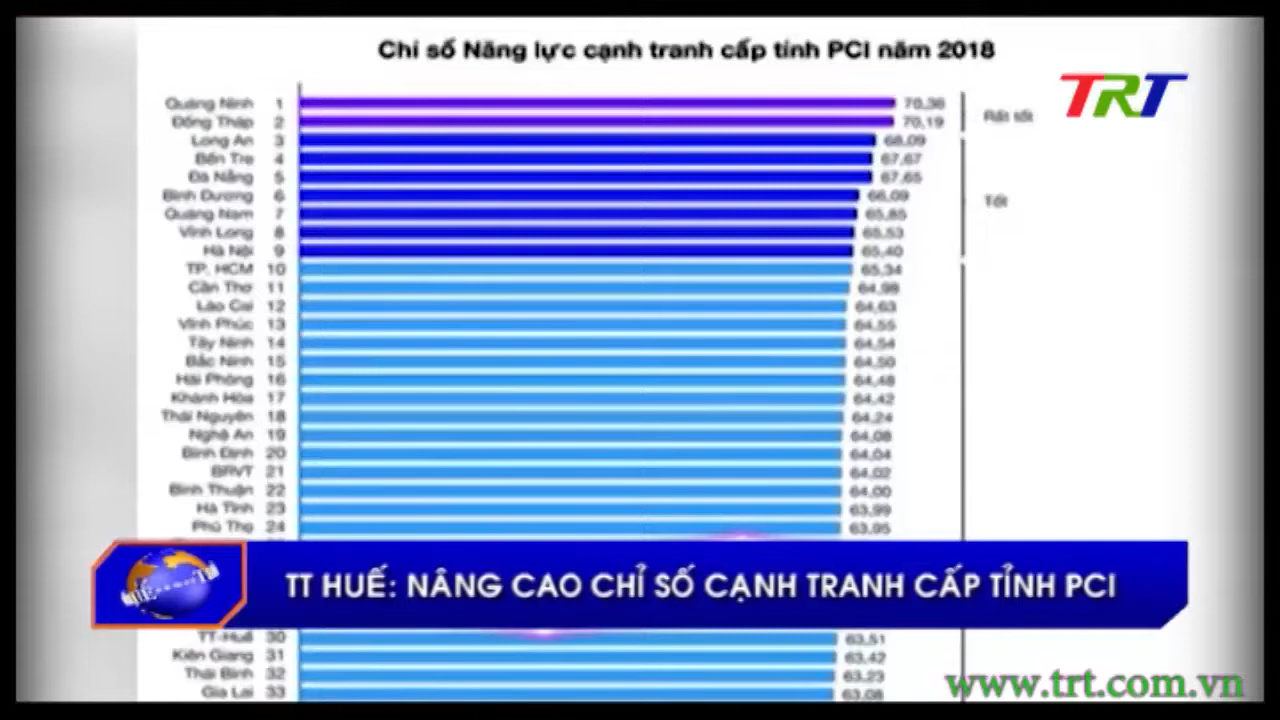 Chỉ số Năng lực cạnh tranh cấp tỉnh PCI năm 2018
TRT
Quảng Ninh 1 70,36
Đồng Tháp 2 70,19
Rất tốt
Long An 3 68,09
Bến Tre 4 67,67
Đà Nẵng 5 67,65
Bình Dương 6 66,09
Tốt
Quảng Nam 7 65,85
Vĩnh Long 8 65,53
Hà Nội 9 65,40
TP. HCM 10 65,34
Cần Thơ 11 64,98
Lào Cai 12 64,63
Vĩnh Phúc 13 64,55
Tây Ninh 14 64,54
Bắc Ninh 15 64,50
Hải Phòng 16 64,48
Khánh Hòa 17 64,42
Thái Nguyên 18 64,24
Nghệ An 19 64,08
Bình Định 20 64,04
BRVT 21 64,02
Bình Thuận 22 64,00
Hà Tĩnh 23 63,99
Phú Thọ 24 63,95
TT HUẾ: NÂNG CAO CHỈ SỐ CẠNH TRANH CẤP TỈNH PCI
TT-Huế 30 63,51
Kiên Giang 31 63,42
Thái Bình 32 63,23
Gia Lai 33 63,08
www.trt.com.vn